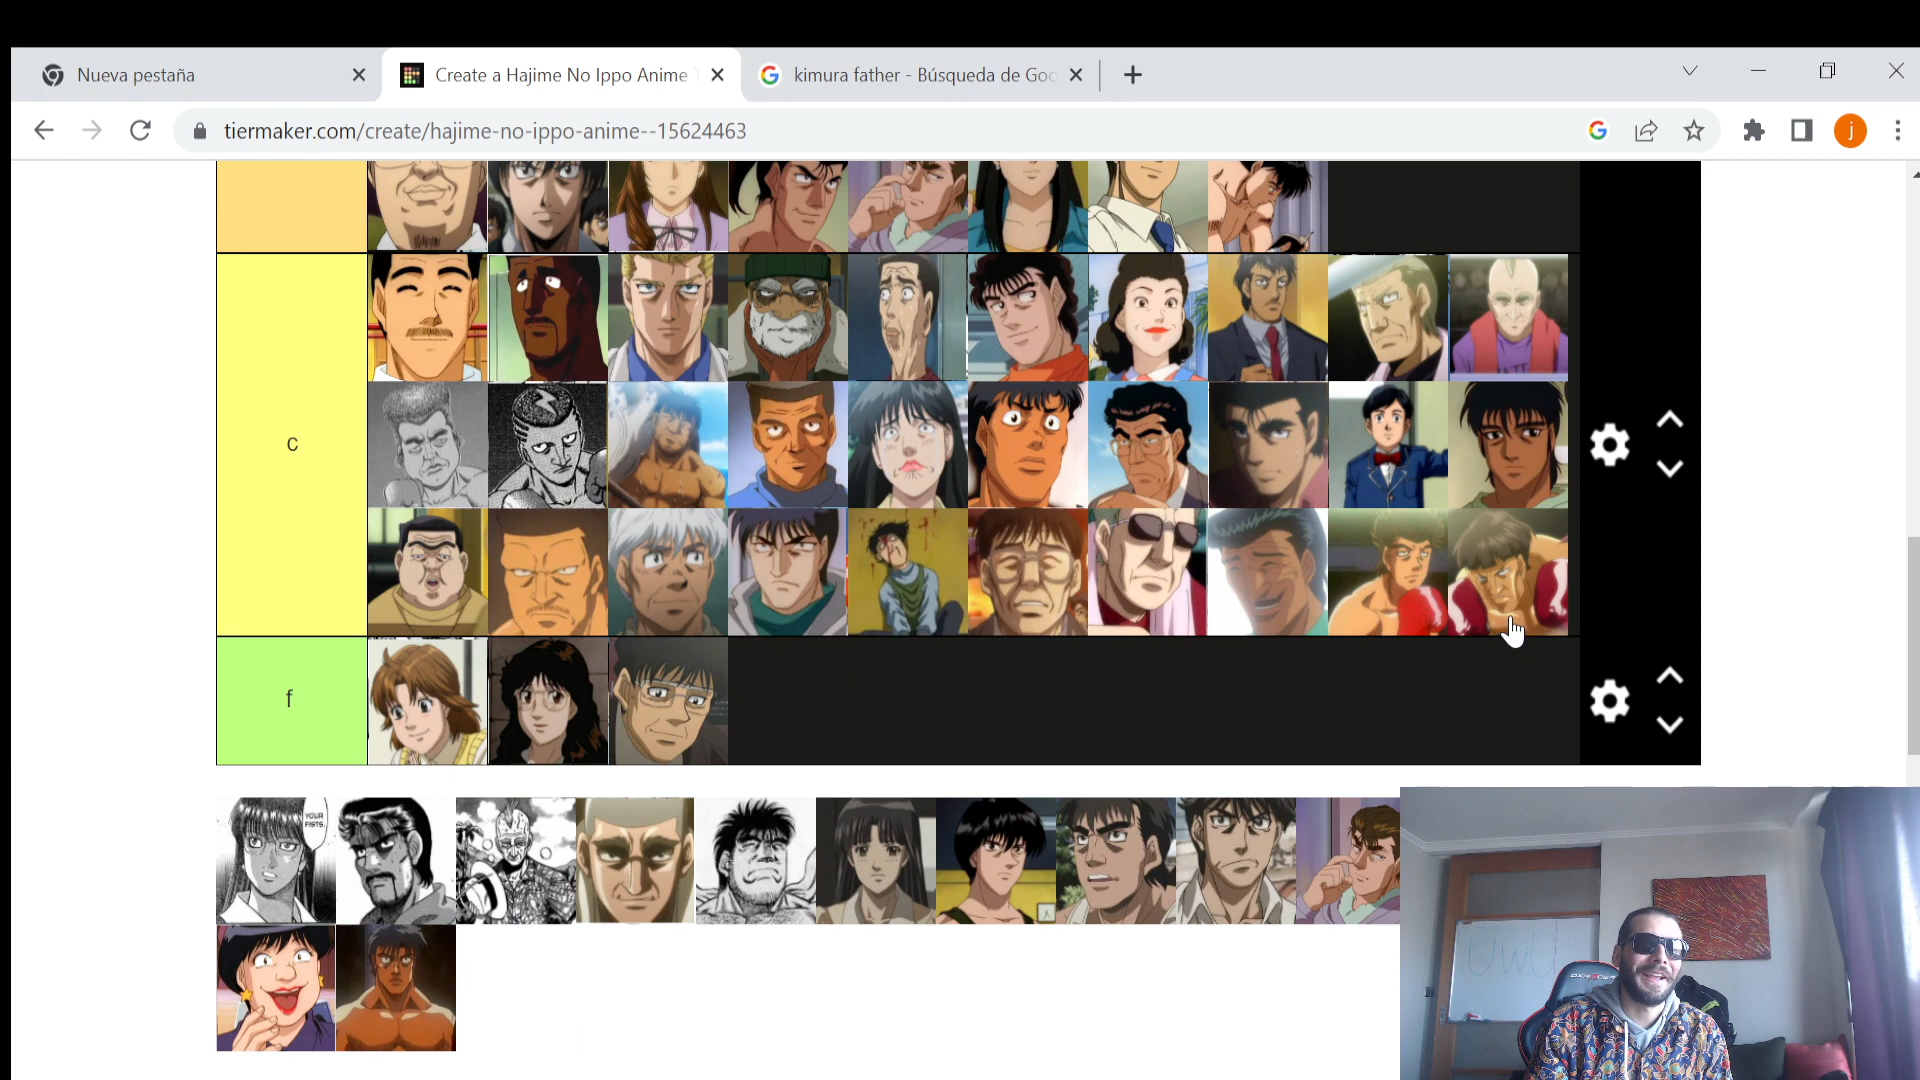 Nueva pestaña
Create a Hajime No Ippo Anime
kimura father - Búsqueda de Goo
tiermaker.com/create/hajime-no-ippo-anime--15624463
j
c
f
YOUR
FISTS.
UWU